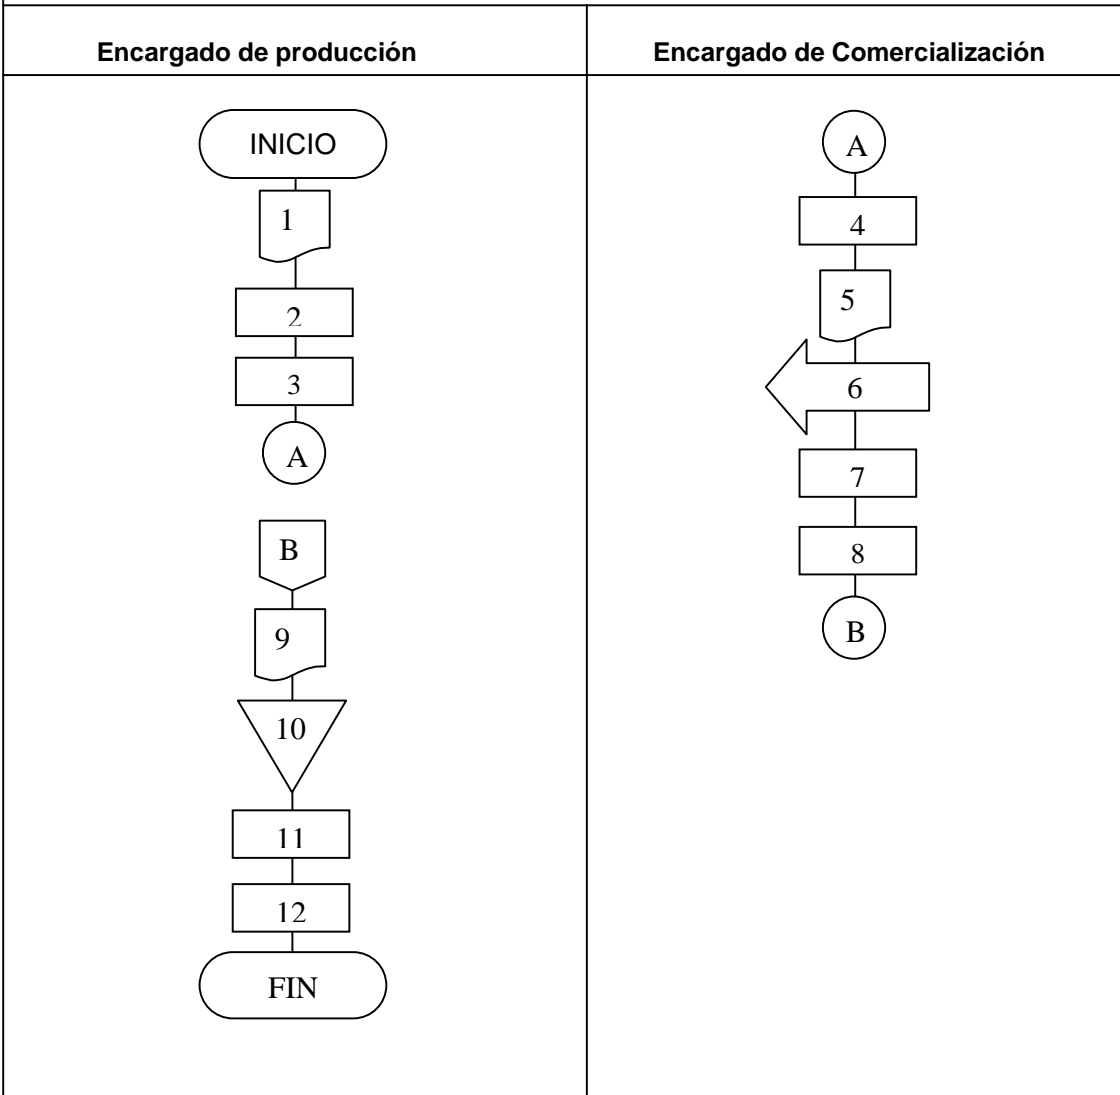 Encargado de producción
Encargado de Comercialización
INICIO
1
2
3
A
B
9
10
11
12
FIN
A
4
5
6
7
8
B